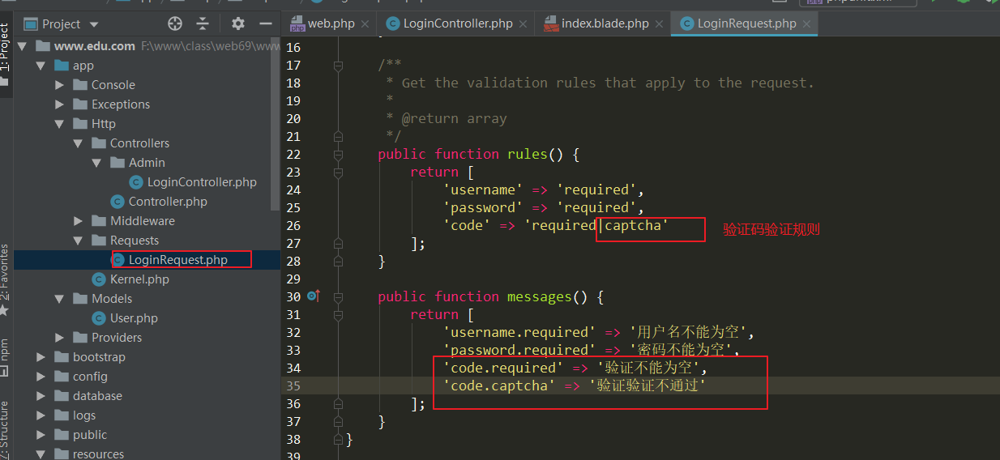 Project
web.php
LoginController.php
index.blade.php
LoginRequest.php
1: Project
2: Favorites
npm
Z: Structure
www.edu.com F:\www\class\web69\www
app
Console
Exceptions
Http
Controllers
Admin
LoginController.php
Controller.php
Middleware
Requests
LoginRequest.php
Kernel.php
Models
User.php
Providers
bootstrap
config
database
logs
public
resources
16
17 /**
18 * Get the validation rules that apply to the request.
19 *
20 * @return array
21 */
22 public function rules() {
23 return [
24 'username' => 'required',
25 'password' => 'required',
26 'code' => 'required|captcha' 验证码验证规则
27 ];
28 }
29
30 public function messages() {
31 return [
32 'username.required' => '用户名不能为空',
33 'password.required' => '密码不能为空',
34 'code.required' => '验证不能为空',
35 'code.captcha' => '验证验证不通过'
36 ];
37 }
38 }
39